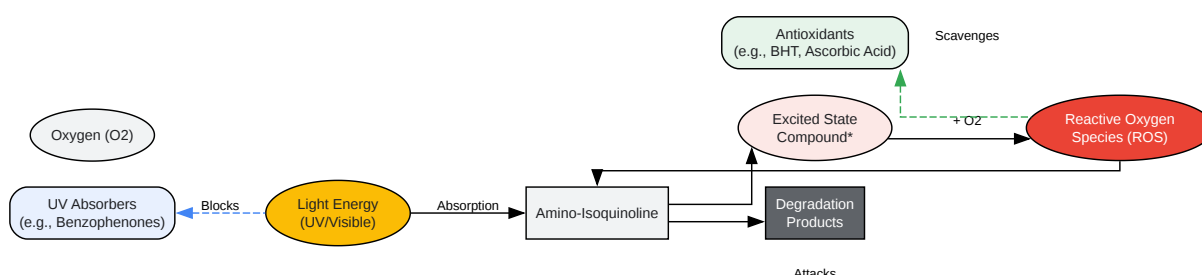 Antioxidants
(e.g., BHT, Ascorbic Acid)
Scavenges
Oxygen (O2)
Excited State
Compound*
+ O2
Reactive Oxygen
Species (ROS)
UV Absorbers
(e.g., Benzophenones)
Blocks
Light Energy
(UV/Visible)
Absorption
Amino-Isoquinoline
Degradation
Products
Attacks